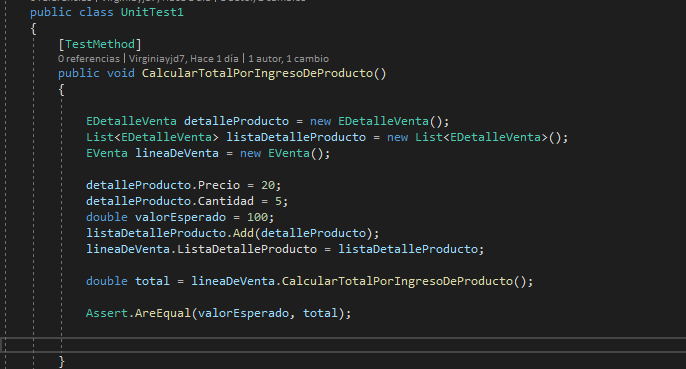 public class UnitTest1
{
[TestMethod]
0 referencias | Virginiayjd7, Hace 1 día | 1 autor, 1 cambio
public void CalcularTotalPorIngresoDeProducto()
{
EDetalleVenta detalleProducto = new EDetalleVenta();
List<EDetalleVenta> listaDetalleProducto = new List<EDetalleVenta>();
EVenta lineaDeVenta = new EVenta();
detalleProducto.Precio = 20;
detalleProducto.Cantidad = 5;
double valorEsperado = 100;
listaDetalleProducto.Add(detalleProducto);
lineaDeVenta.ListaDetalleProducto = listaDetalleProducto;
double total = lineaDeVenta.CalcularTotalPorIngresoDeProducto();
Assert.AreEqual(valorEsperado, total);
}